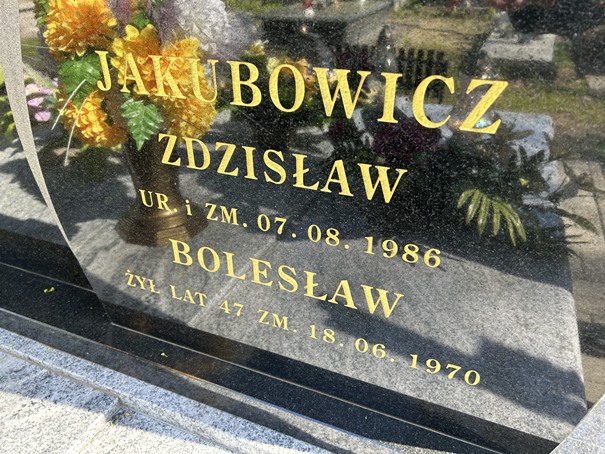 JAKUBOWICZ
ZDZISŁAW
UR. i ZM. 07. 08. 1986
BOLESŁAW
ŻYŁ LAT 47 ZM. 18. 06. 1970